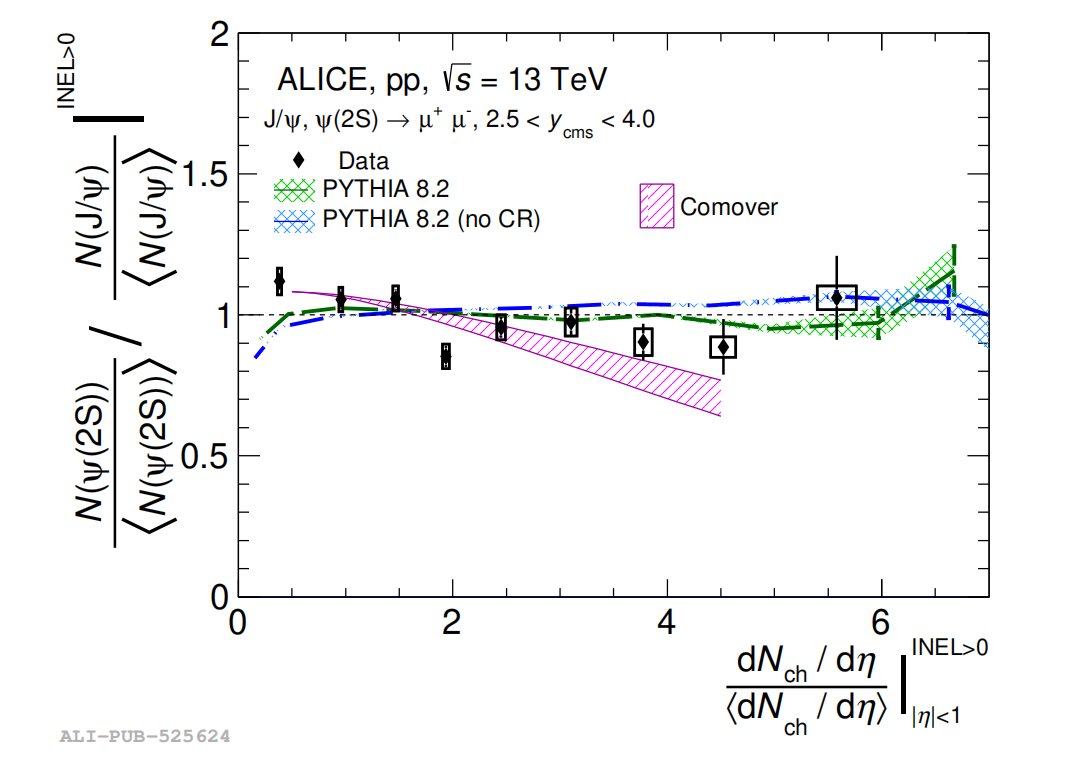 ALICE, pp, √s = 13 TeV
J/ψ, ψ(2S) → μ⁺ μ⁻, 2.5 < y_cms < 4.0
Data
PYTHIA 8.2
PYTHIA 8.2 (no CR)
Comover
N(ψ(2S))
⟨N(ψ(2S))⟩
/
N(J/ψ)
⟨N(J/ψ)⟩
INEL>0
2
1.5
1
0.5
0
0
2
4
6
dN_ch / dη
⟨dN_ch / dη⟩
INEL>0
|η|<1
ALI-PUB-525624